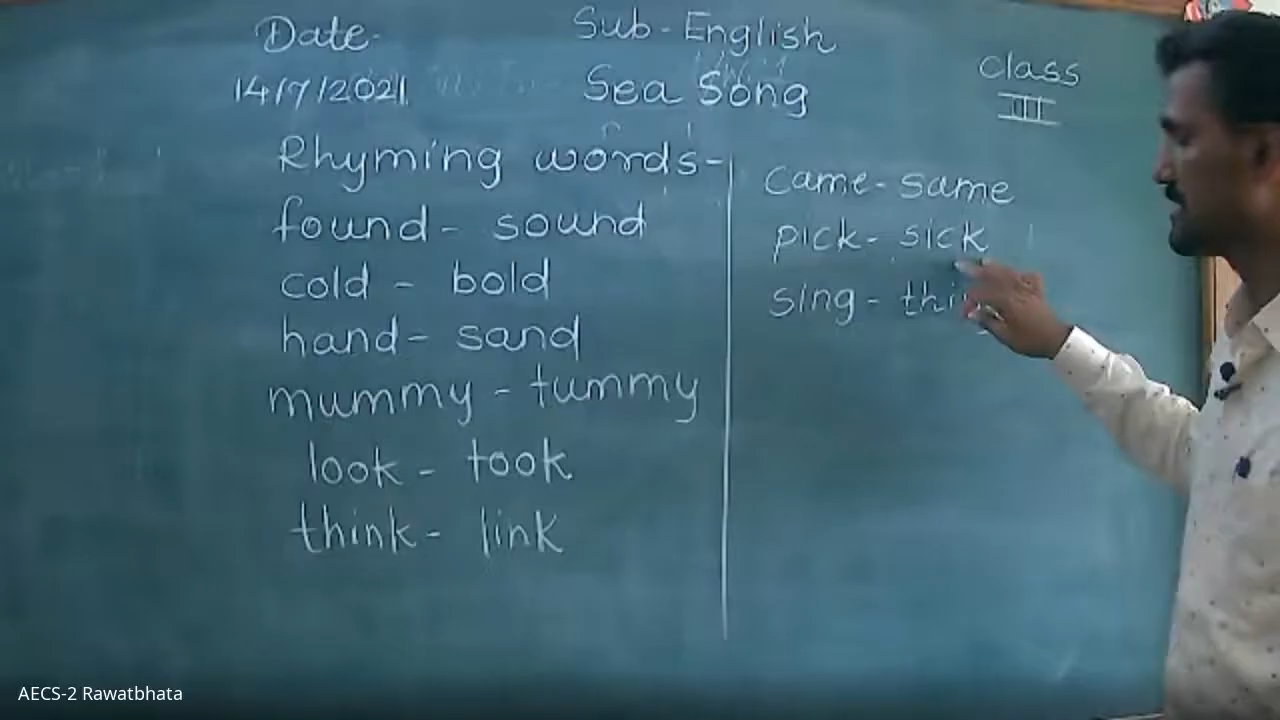 Date-
14/7/2021
Sub-English
Sea Song
Class
III
Rhyming words-
found - sound
cold - bold
hand - sand
mummy - tummy
look - took
think - link
came - same
pick - sick
sing -
AECS-2 Rawatbhata